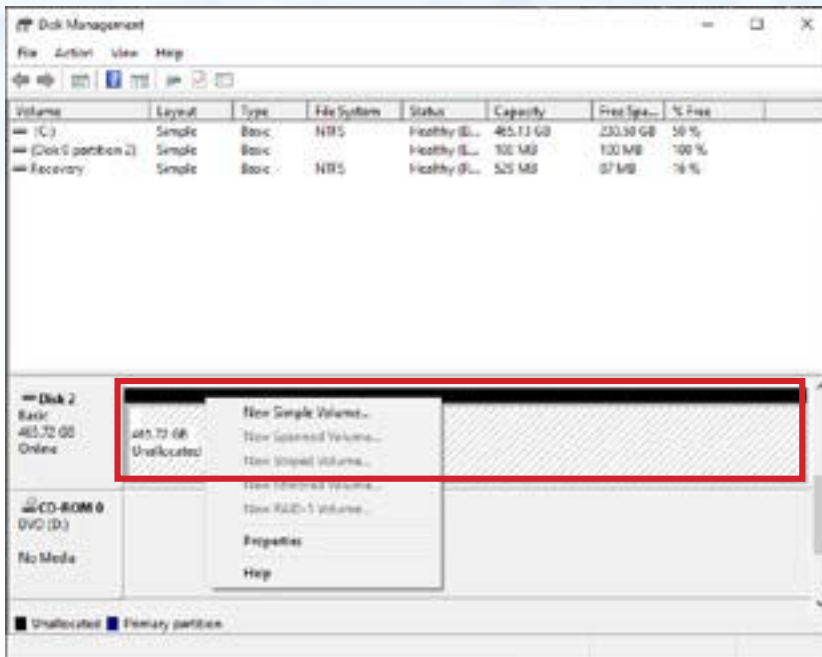 Disk Management
File Action View Help
Volume Layout Type File System Status Capacity Free Spa... % Free
(C:) Simple Basic NTFS Healthy (B... 465.13 GB 230.50 GB 50 %
(Disk 0 partition 2) Simple Basic Healthy (E... 100 MB 100 MB 100 %
Recovery Simple Basic NTFS Healthy (... MB MB 16 %
Disk 2
Basic
465.72 GB
Online
465.72 GB
Unallocated
New Simple Volume...
New Spanned Volume...
New Striped Volume...
New Mirrored Volume...
New RAID-5 Volume...
Properties
Help
CD-ROM 0
DVD (D:)
No Media
Unallocated Primary partition